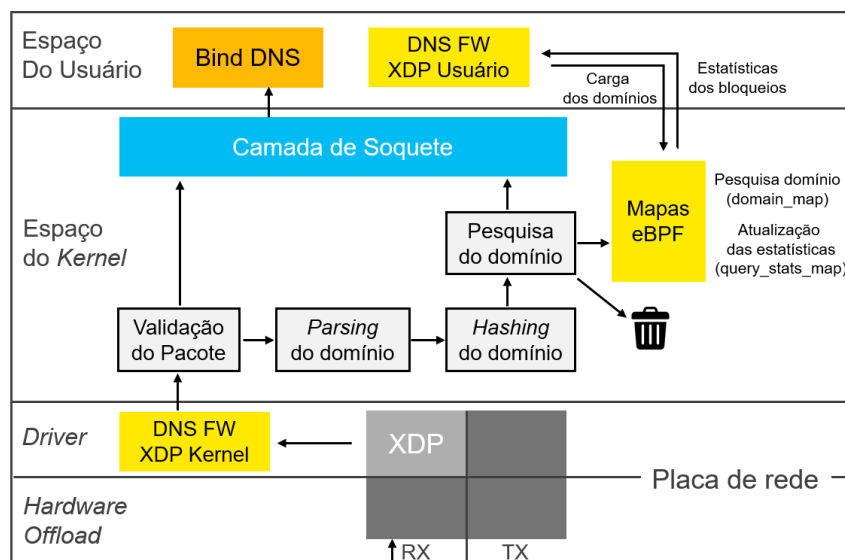 Espaço
Do Usuário
Bind DNS
DNS FW
XDP Usuário
Carga
dos domínios
Estatísticas
dos bloqueios
Camada de Soquete
Espaço
do Kernel
Pesquisa
do domínio
Mapas
eBPF
Pesquisa domínio
(domain_map)
Atualização
das estatísticas
(query_stats_map)
Validação
do Pacote
Parsing
do domínio
Hashing
do domínio
Driver
DNS FW
XDP Kernel
XDP
Placa de rede
Hardware
Offload
RX
TX